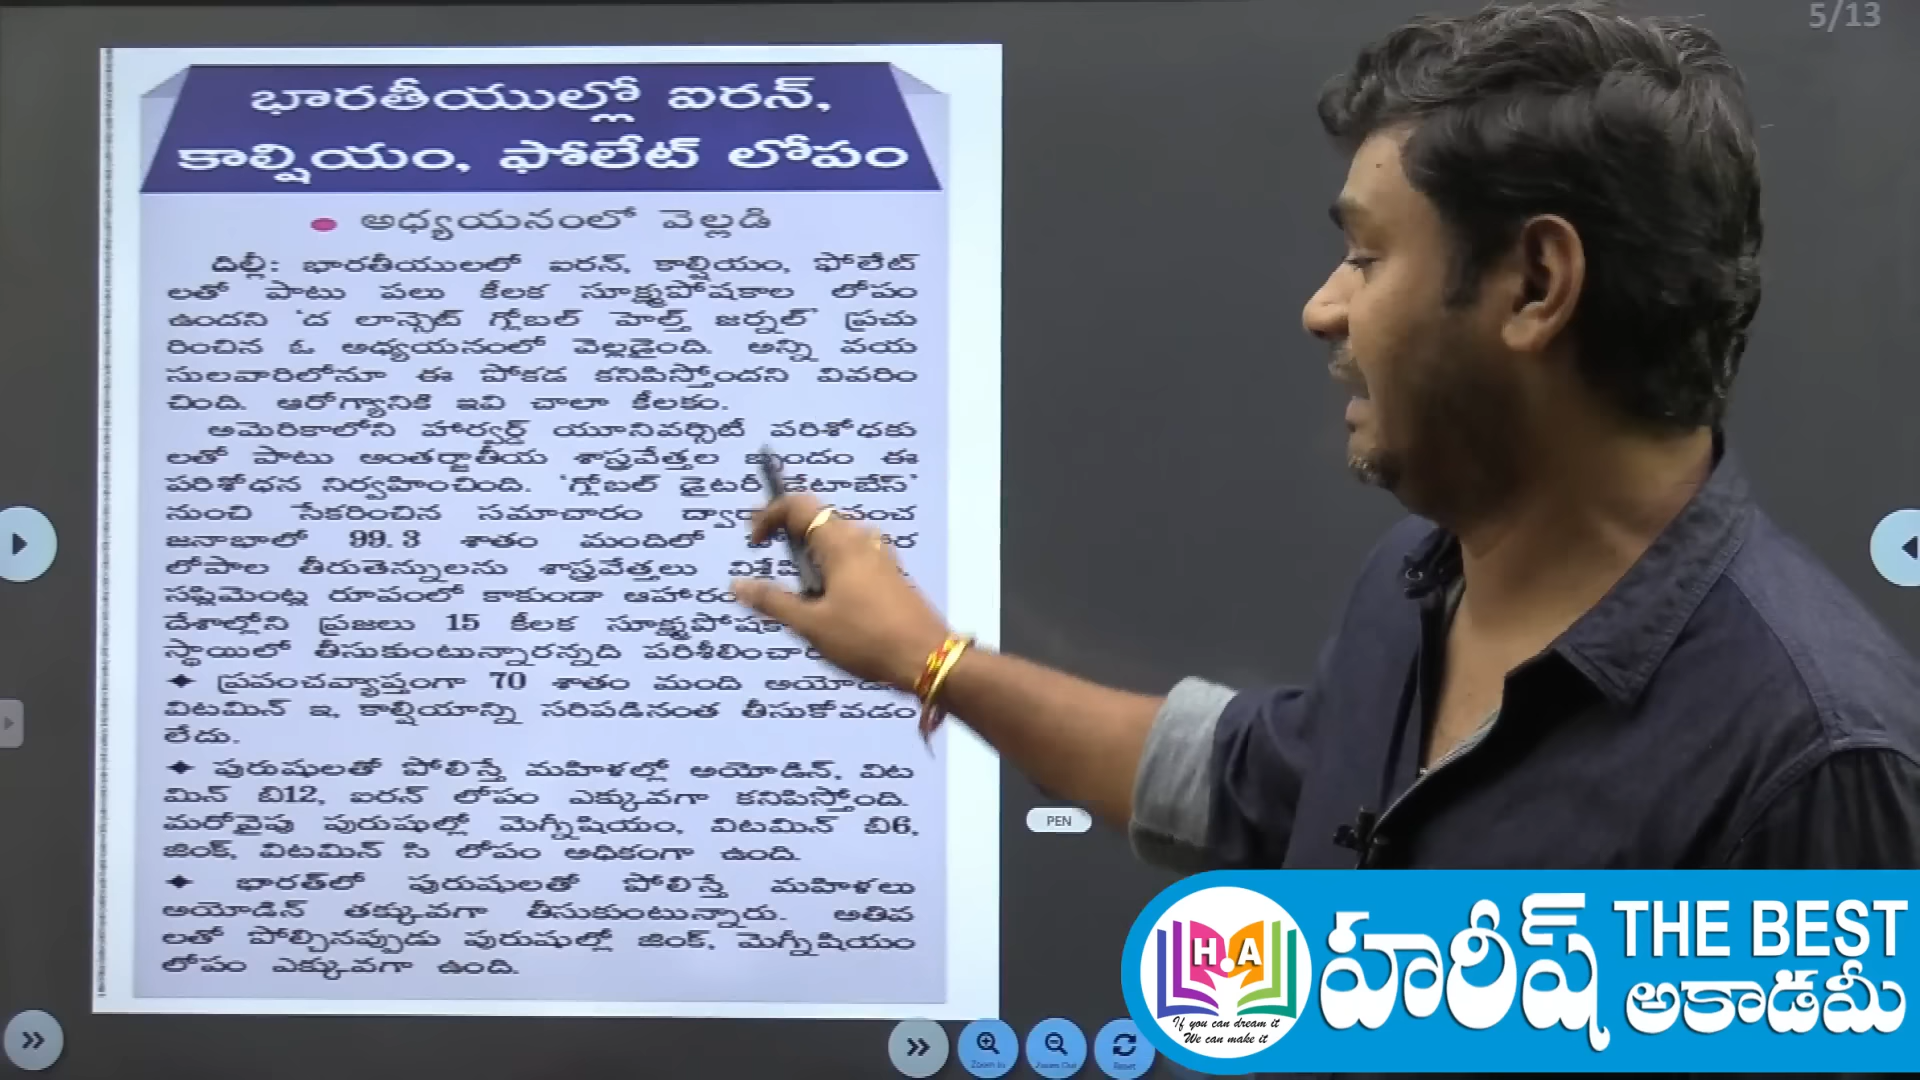 5/13
భారతీయుల్లో ఐరన్,
కాల్షియం, ఫోలేట్ లోపం
అధ్యయనంలో వెల్లడి
దిల్లీ: భారతీయులలో ఐరన్, కాల్షియం, ఫోలేట్
లతో పాటు పలు కీలక సూక్ష్మపోషకాల లోపం
ఉందని 'ద లాన్సెట్ గ్లోబల్ హెల్త్ జర్నల్' ప్రచు
రించిన ఓ అధ్యయనంలో వెల్లడైంది. అన్ని వయ
సులవారిలోనూ ఈ పోకడ కనిపిస్తోందని వివరిం
చింది. ఆరోగ్యానికి ఇవి చాలా కీలకం.
అమెరికాలోని హార్వర్డ్ యూనివర్సిటీ పరిశోధకు
లతో పాటు అంతర్జాతీయ శాస్త్రవేత్తల బృందం ఈ
పరిశోధన నిర్వహించింది. 'గ్లోబల్ డైటరీ డేటాబేస్'
నుంచి సేకరించిన సమాచారం
జనాభాలో 99.3 శాతం మందిలో
లోపాల తీరుతెన్నులను శాస్త్రవేత్తలు
సప్లిమెంట్ల రూపంలో కాకుండా
దేశాల్లోని ప్రజలు 15 కీలక
స్థాయిలో తీసుకుంటున్నారన్నది
✦ ప్రపంచవ్యాప్తంగా 70 శాతం మంది
విటమిన్ ఇ, కాల్షియాన్ని సరిపడినంత తీసుకోవడం
లేదు.
✦ పురుషులతో పోలిస్తే మహిళల్లో అయోడిన్, విట
మిన్ బి12, ఐరన్ లోపం ఎక్కువగా కనిపిస్తోంది.
మరోవైపు పురుషుల్లో మెగ్నీషియం, విటమిన్ బి6,
జింక్, విటమిన్ సి లోపం అధికంగా ఉంది.
✦ భారత్‌లో పురుషులతో పోలిస్తే మహిళలు
అయోడిన్ తక్కువగా తీసుకుంటున్నారు. అతివ
లతో పోల్చినప్పుడు పురుషుల్లో జింక్, మెగ్నీషియం
లోపం ఎక్కువగా ఉంది.
PEN
Zoom In
Zoom Out
Reset
H.A
If you can dream it
We can make it
హరీష్
THE BEST
అకాడమీ